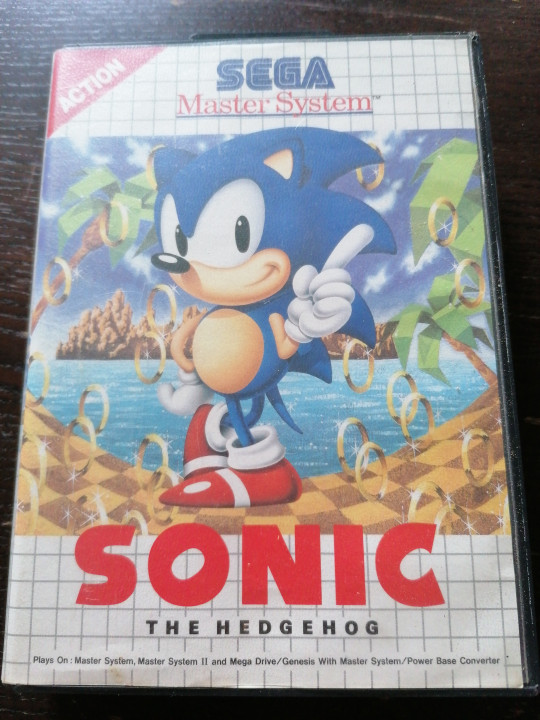 ACTION
SEGA
Master System™
SONIC
THE HEDGEHOG
Plays On : Master System, Master System II and Mega Drive/Genesis With Master System/Power Base Converter